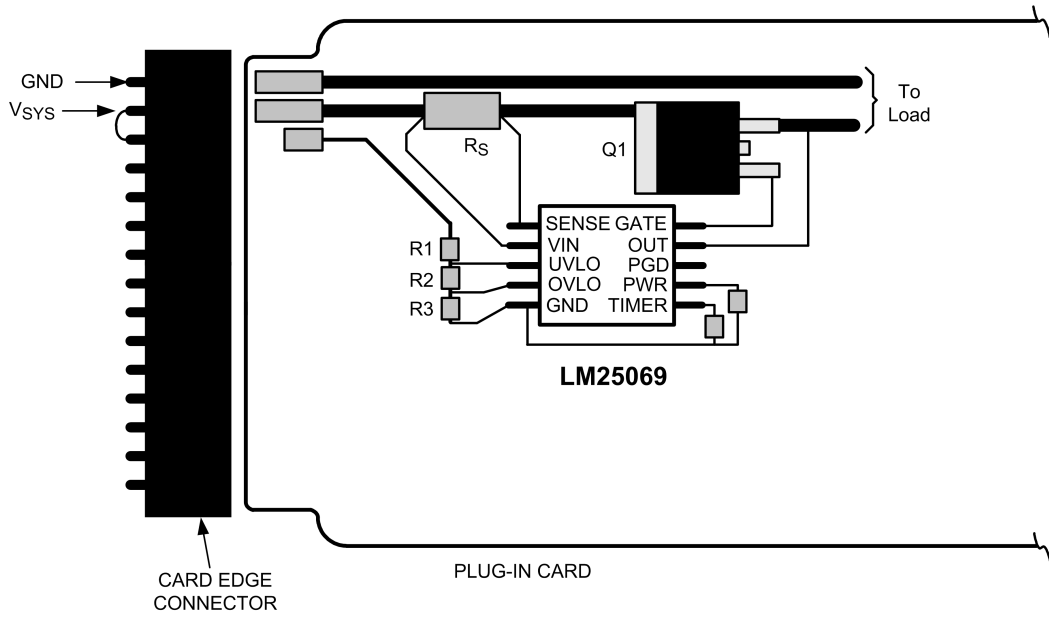 GND
VSYS
To
Load
RS
Q1
SENSE GATE
VIN OUT
R1
UVLO PGD
R2
OVLO PWR
R3
GND TIMER
LM25069
PLUG-IN CARD
CARD EDGE
CONNECTOR